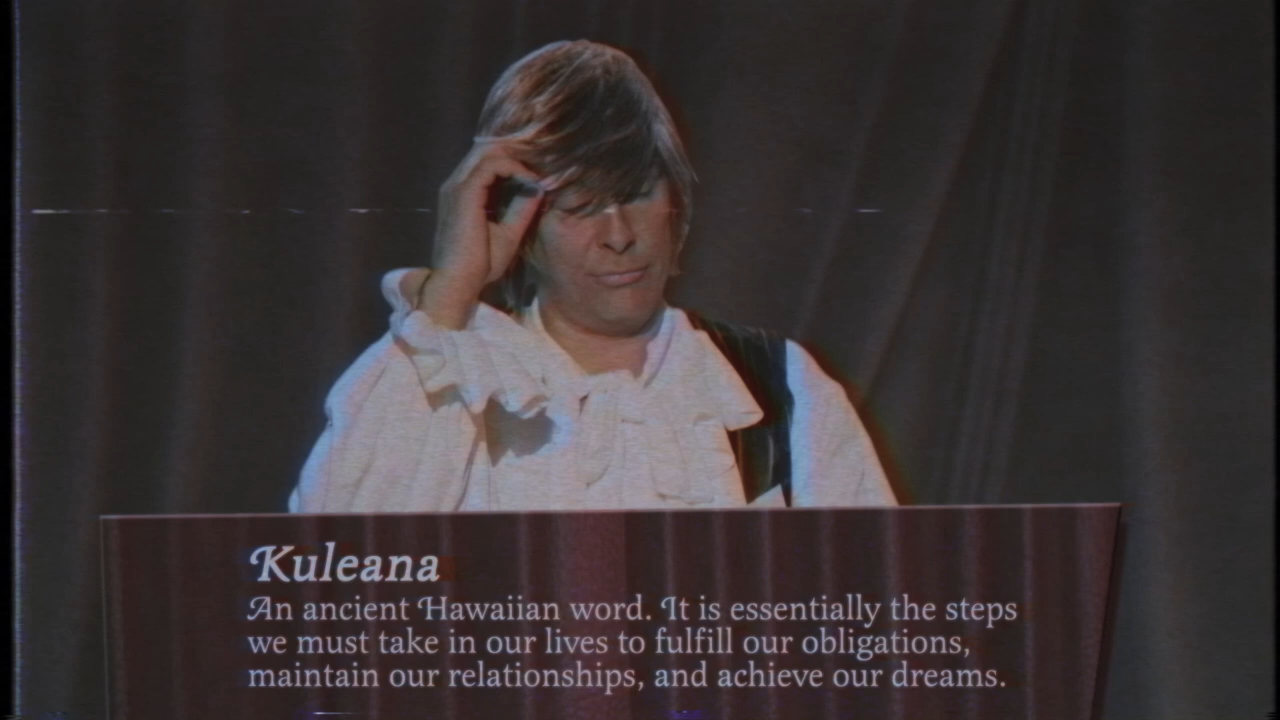 Kuleana
An ancient Hawaiian word. It is essentially the steps
we must take in our lives to fulfill our obligations,
maintain our relationships, and achieve our dreams.